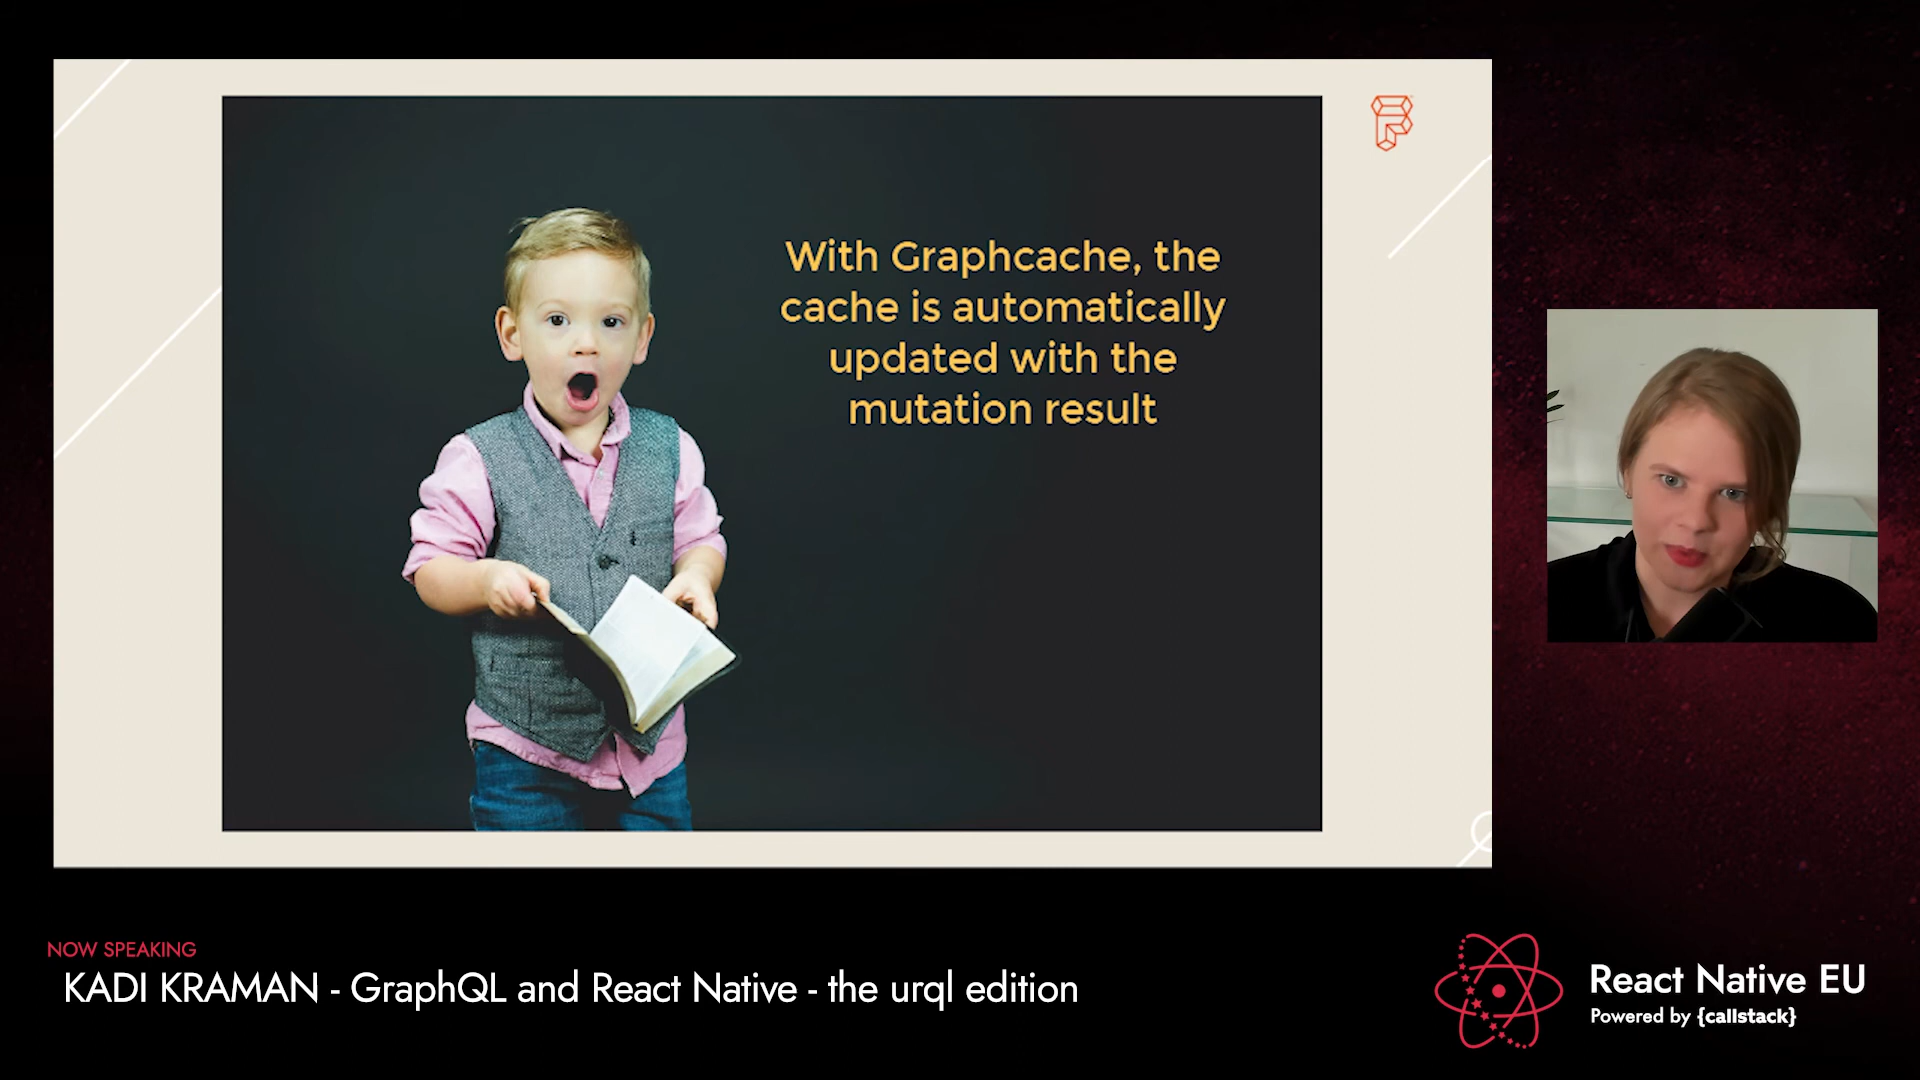 With Graphcache, the
cache is automatically
updated with the
mutation result
NOW SPEAKING
KADI KRAMAN - GraphQL and React Native - the urql edition
React Native EU
Powered by {callstack}